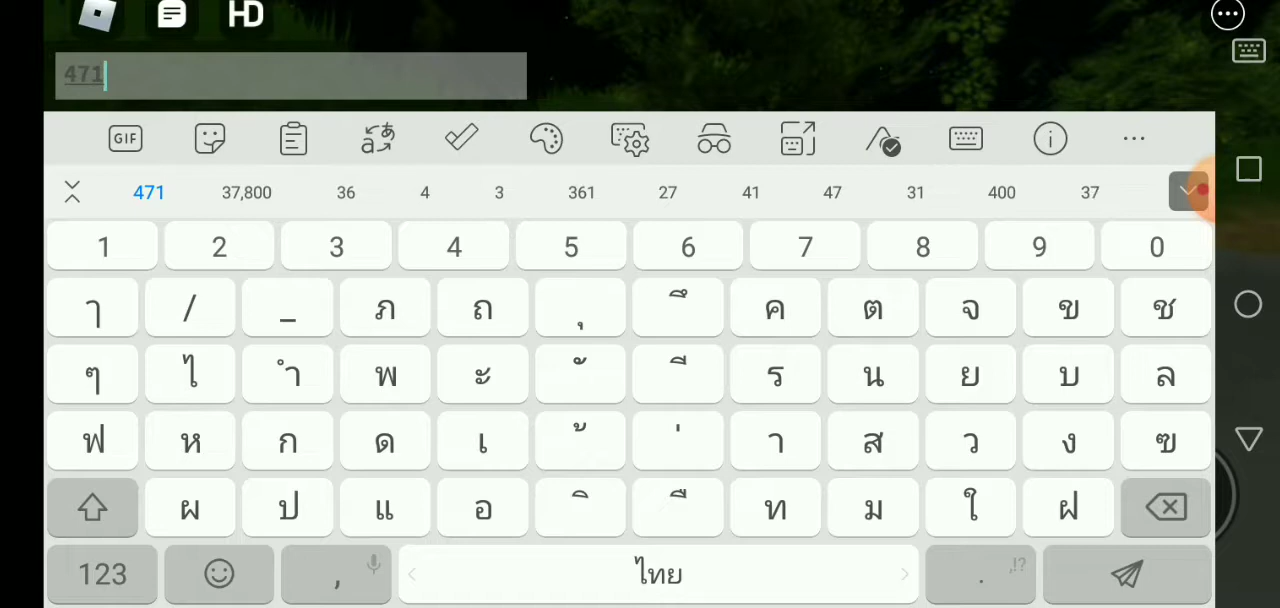 HD
471
GIF
471 37,800 36 4 3 361 27 41 47 31 400 37
1 2 3 4 5 6 7 8 9 0
ๅ / _ ภ ถ ุ ึ ค ต จ ข ช
ๆ ไ ำ พ ะ ั ี ร น ย บ ล
ฟ ห ก ด เ ้ ่ า ส ว ง ฃ
ผ ป แ อ ิ ื ท ม ใ ฝ
123 , ไทย . ,!?